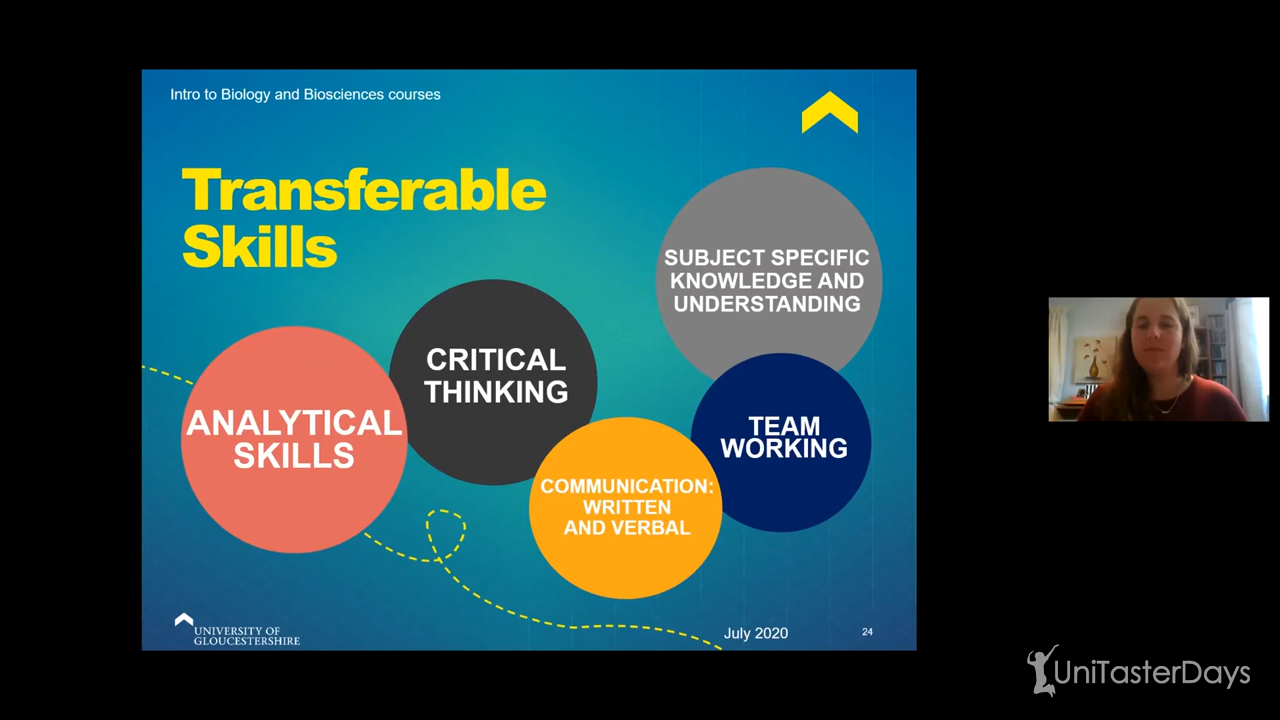 Intro to Biology and Biosciences courses
Transferable
Skills
SUBJECT SPECIFIC
KNOWLEDGE AND
UNDERSTANDING
CRITICAL
THINKING
ANALYTICAL
SKILLS
TEAM
WORKING
COMMUNICATION:
WRITTEN
AND VERBAL
UNIVERSITY OF
GLOUCESTERSHIRE
July 2020
24
UniTasterDays